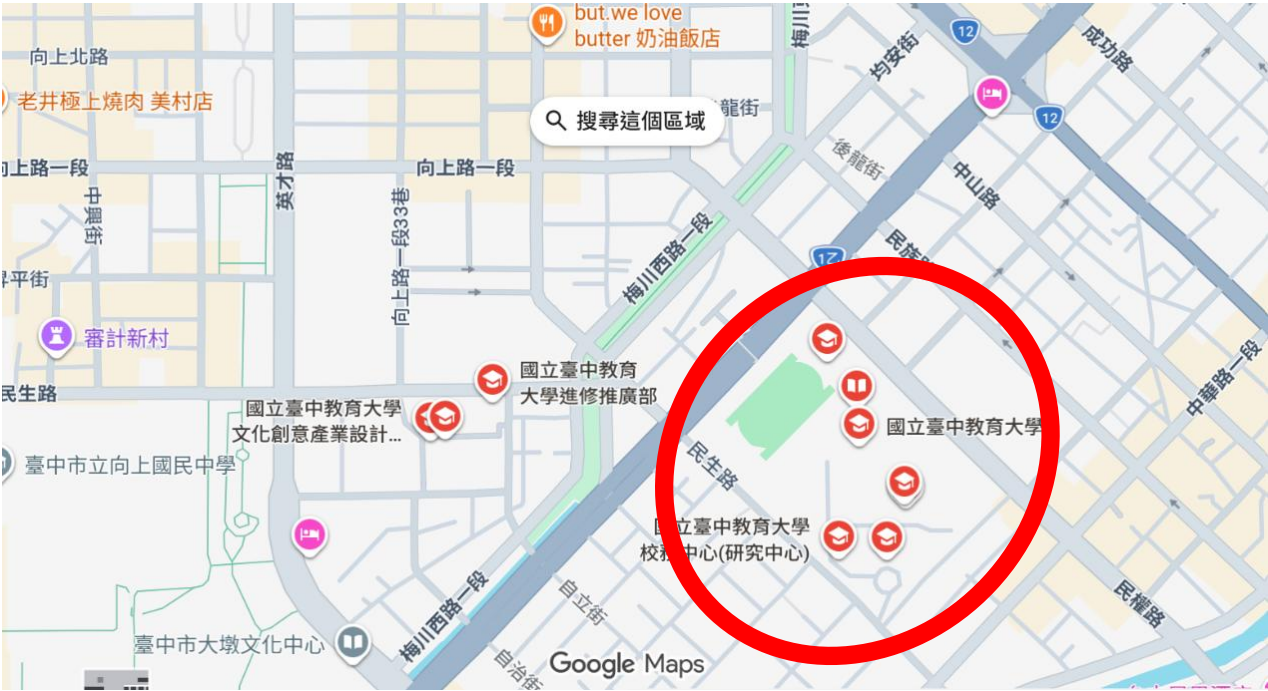 but.we love
butter 奶油飯店
向上北路
老井極上燒肉 美村店
搜尋這個區域
龍街
梅川
均安街
12
成功路
12
後龍街
中山路
向上路一段
向上路一段
英才路
中興街
向上路一段33巷
梅川西路一段
民族
17
昇平街
審計新村
民生路
國立臺中教育
大學進修推廣部
國立臺中教育大學
文化創意產業設計...
臺中市立向上國民中學
國立臺中教育大學
民生路
國立臺中教育大學
校務中心(研究中心)
中華路一段
民權路
自立街
自治街
梅川西路一段
臺中市大墩文化中心
Google Maps